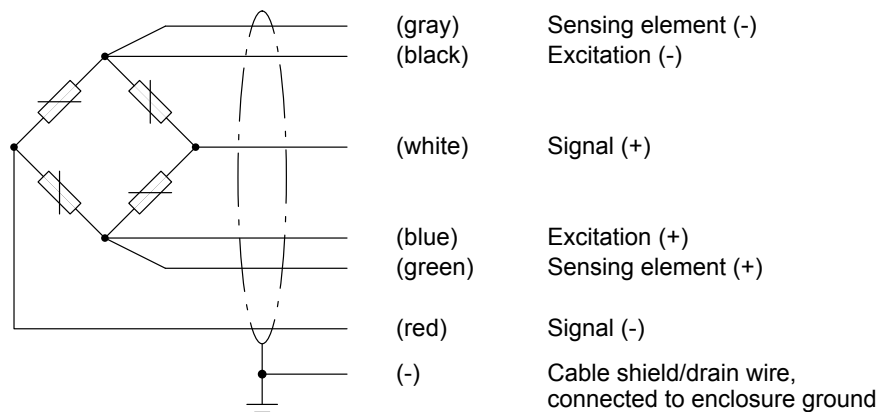 (gray) Sensing element (-)
(black) Excitation (-)
(white) Signal (+)
(blue) Excitation (+)
(green) Sensing element (+)
(red) Signal (-)
(-) Cable shield/drain wire,
connected to enclosure ground